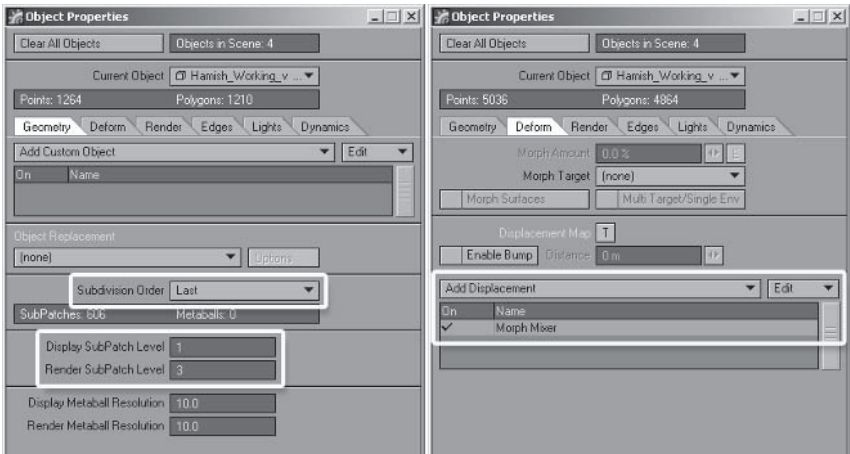 Object Properties
Clear All Objects
Objects in Scene: 4
Current Object
Hamish_Working_v ...
Points: 1264
Polygons: 1210
Geometry
Deform
Render
Edges
Lights
Dynamics
Add Custom Object
Edit
On
Name
Object Replacement
(none)
Options
Subdivision Order
Last
SubPatches: 606
Metaballs: 0
Display SubPatch Level
1
Render SubPatch Level
3
Display Metaball Resolution
10.0
Render Metaball Resolution
10.0
Object Properties
Clear All Objects
Objects in Scene: 4
Current Object
Hamish_Working_v ...
Points: 5036
Polygons: 4864
Geometry
Deform
Render
Edges
Lights
Dynamics
Morph Amount
0.0 %
E
Morph Target
(none)
Morph Surfaces
Multi Target/Single Env
Displacement Map
T
Enable Bump
Distance
0 m
Add Displacement
Edit
On
Name
Morph Mixer